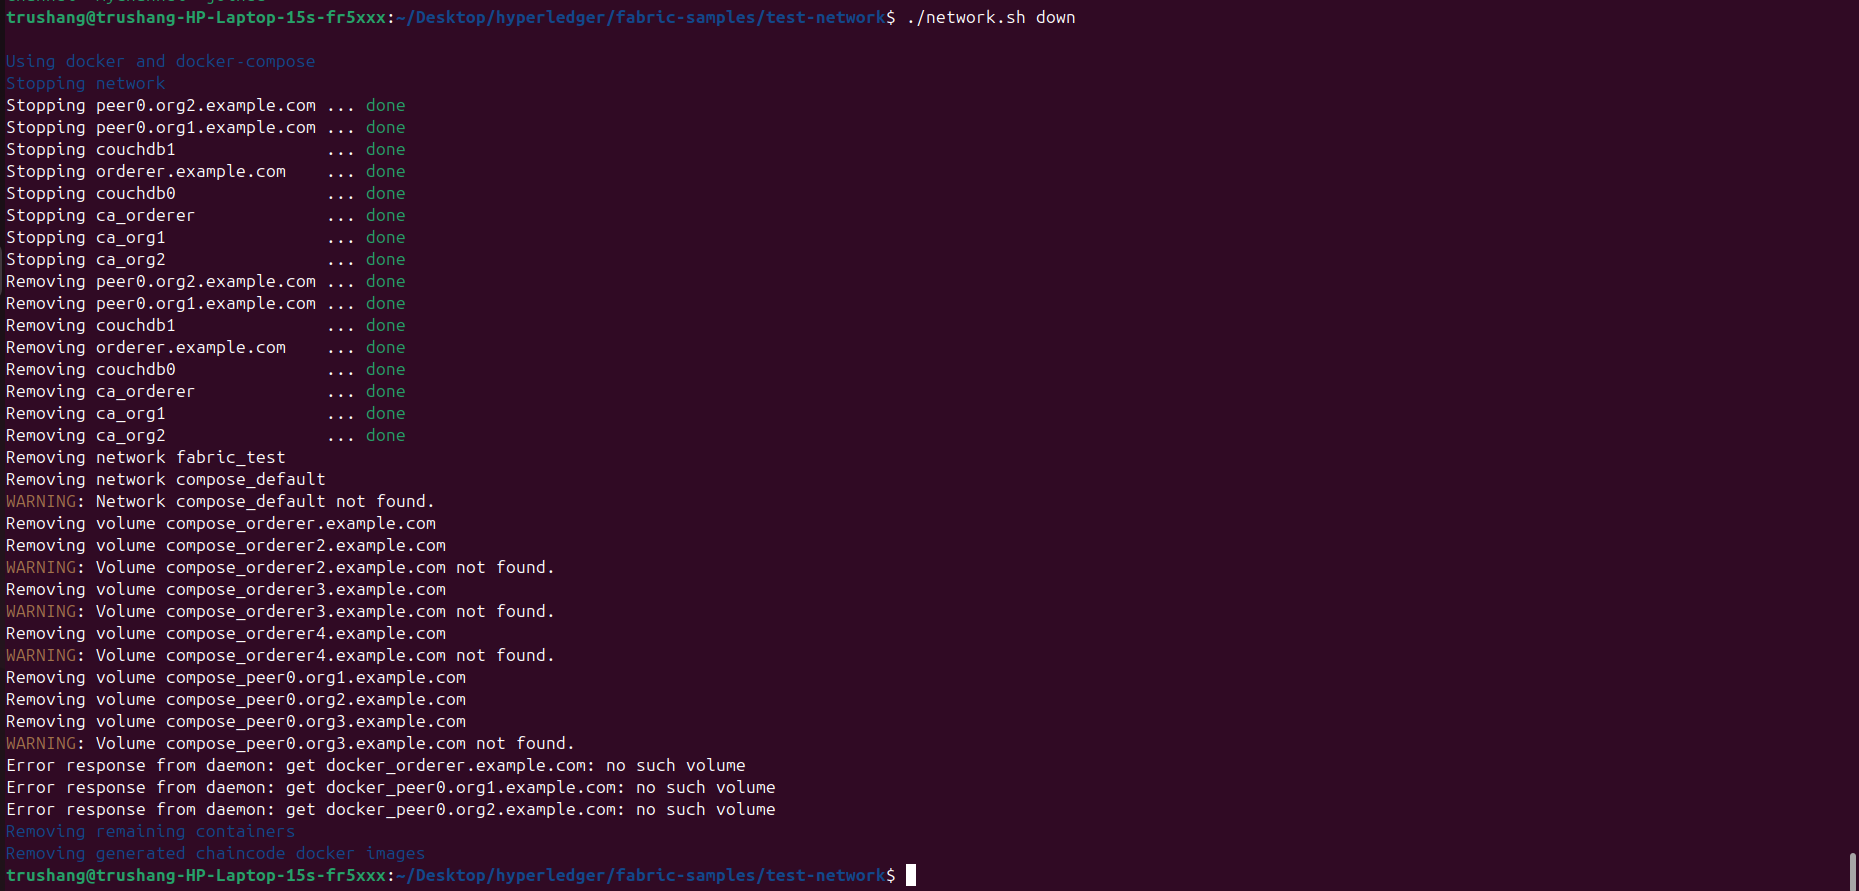 trushang@trushang-HP-Laptop-15s-fr5xxx:~/Desktop/hyperledger/fabric-samples/test-network$ ./network.sh down
Using docker and docker-compose
Stopping network
Stopping peer0.org2.example.com ... done
Stopping peer0.org1.example.com ... done
Stopping couchdb1               ... done
Stopping orderer.example.com    ... done
Stopping couchdb0               ... done
Stopping ca_orderer             ... done
Stopping ca_org1                ... done
Stopping ca_org2                ... done
Removing peer0.org2.example.com ... done
Removing peer0.org1.example.com ... done
Removing couchdb1               ... done
Removing orderer.example.com    ... done
Removing couchdb0               ... done
Removing ca_orderer             ... done
Removing ca_org1                ... done
Removing ca_org2                ... done
Removing network fabric_test
Removing network compose_default
WARNING: Network compose_default not found.
Removing volume compose_orderer.example.com
Removing volume compose_orderer2.example.com
WARNING: Volume compose_orderer2.example.com not found.
Removing volume compose_orderer3.example.com
WARNING: Volume compose_orderer3.example.com not found.
Removing volume compose_orderer4.example.com
WARNING: Volume compose_orderer4.example.com not found.
Removing volume compose_peer0.org1.example.com
Removing volume compose_peer0.org2.example.com
Removing volume compose_peer0.org3.example.com
WARNING: Volume compose_peer0.org3.example.com not found.
Error response from daemon: get docker_orderer.example.com: no such volume
Error response from daemon: get docker_peer0.org1.example.com: no such volume
Error response from daemon: get docker_peer0.org2.example.com: no such volume
Removing remaining containers
Removing generated chaincode docker images
trushang@trushang-HP-Laptop-15s-fr5xxx:~/Desktop/hyperledger/fabric-samples/test-network$